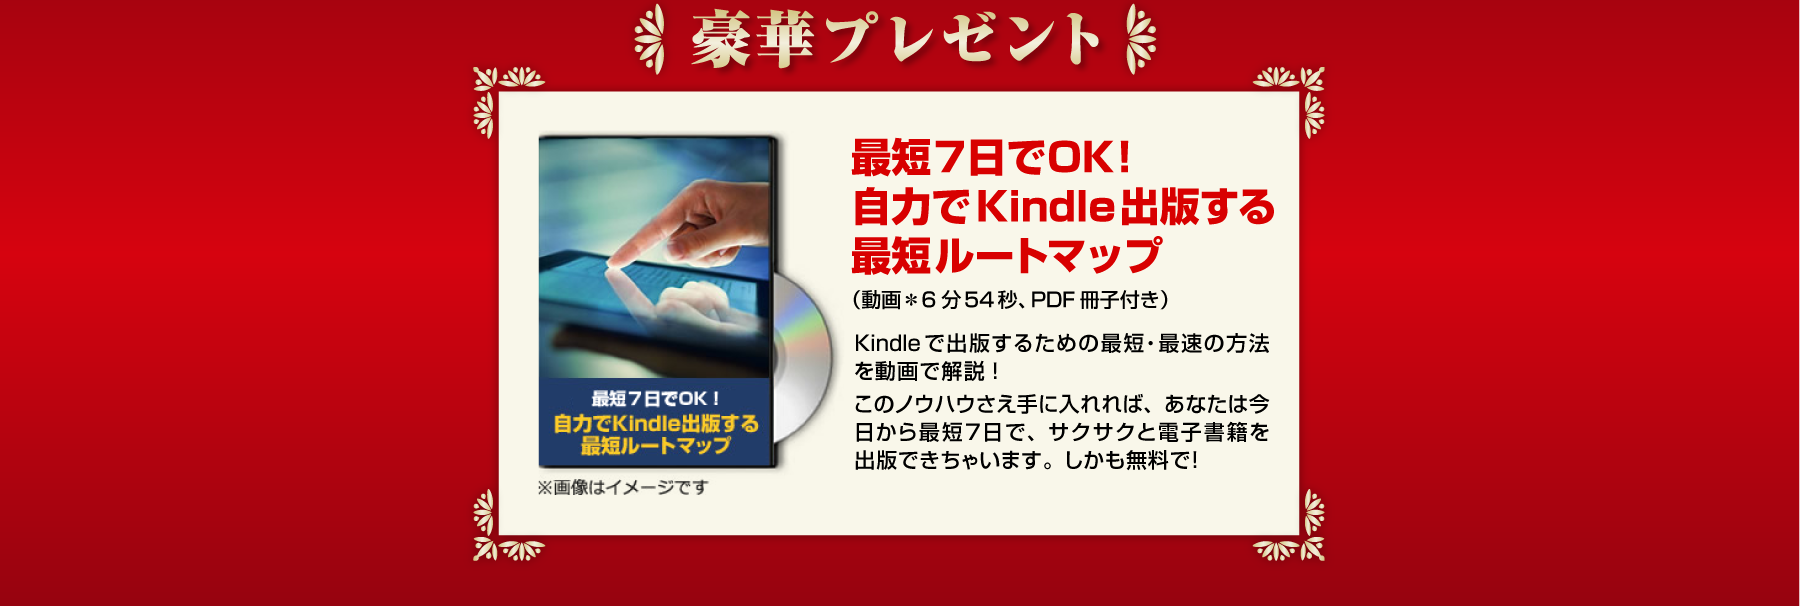 豪華プレゼント
最短7日でOK！
自力でKindle出版する
最短ルートマップ
（動画＊6分54秒、PDF冊子付き）
Kindleで出版するための最短・最速の方法
を動画で解説！
このノウハウさえ手に入れれば、あなたは今
日から最短7日で、サクサクと電子書籍を
出版できちゃいます。しかも無料で!
最短7日でOK！
自力でKindle出版する
最短ルートマップ
※画像はイメージです